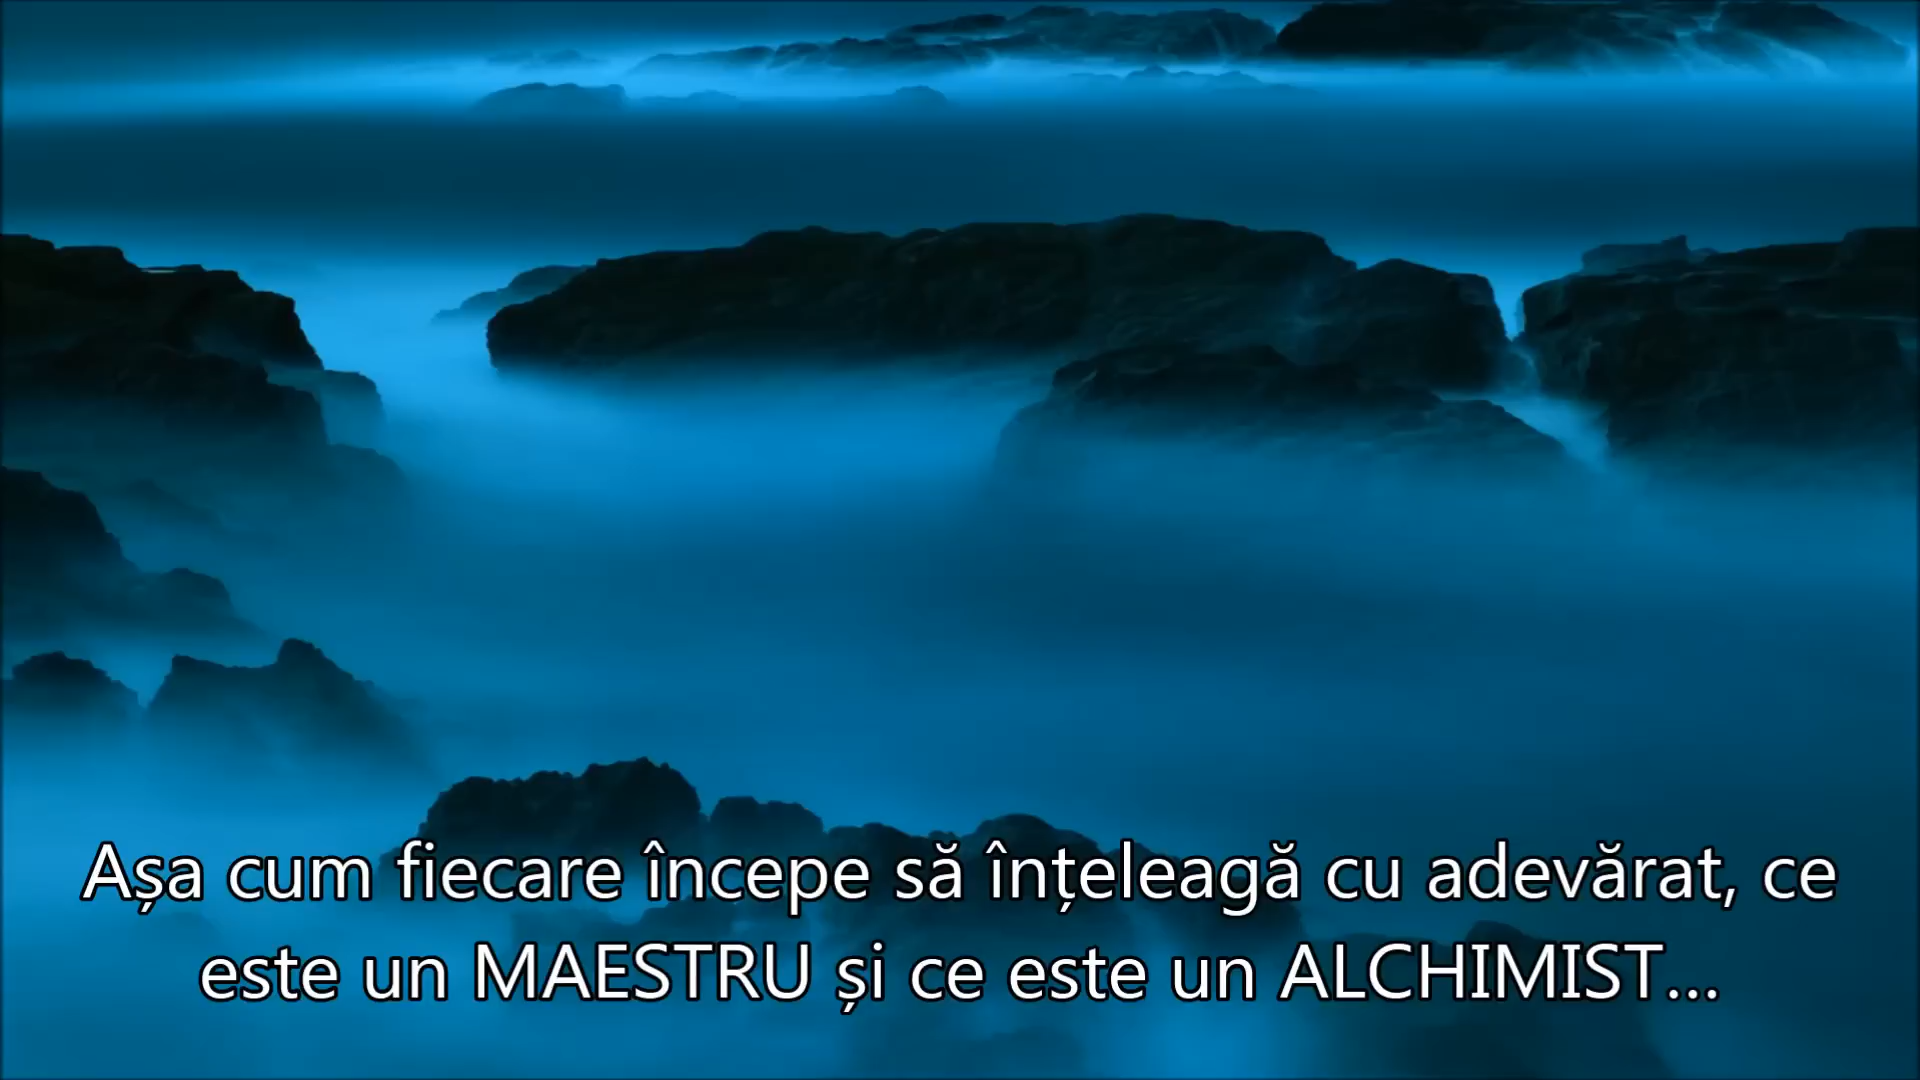 Așa cum fiecare începe să înțeleagă cu adevărat, ce
este un MAESTRU și ce este un ALCHIMIST...